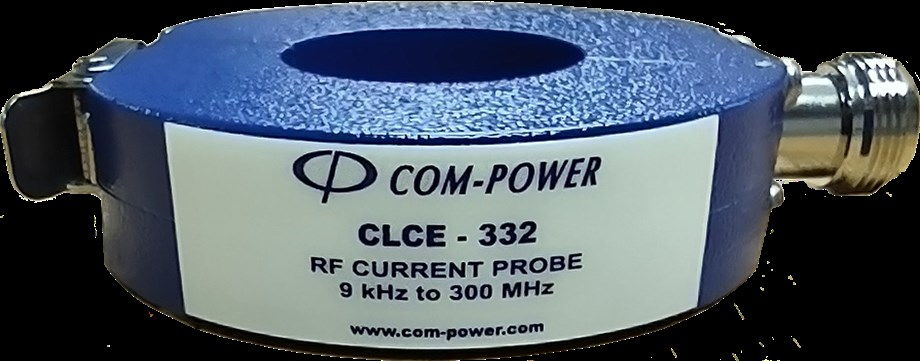 COM-POWER
CLCE - 332
RF CURRENT PROBE
9 kHz to 300 MHz
www.com-power.com